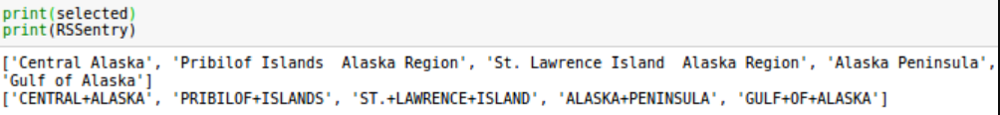 print(selected)
print(RSSentry)
['Central Alaska', 'Pribilof Islands  Alaska Region', 'St. Lawrence Island  Alaska Region', 'Alaska Peninsula',
'Gulf of Alaska']
['CENTRAL+ALASKA', 'PRIBILOF+ISLANDS', 'ST.+LAWRENCE+ISLAND', 'ALASKA+PENINSULA', 'GULF+OF+ALASKA']